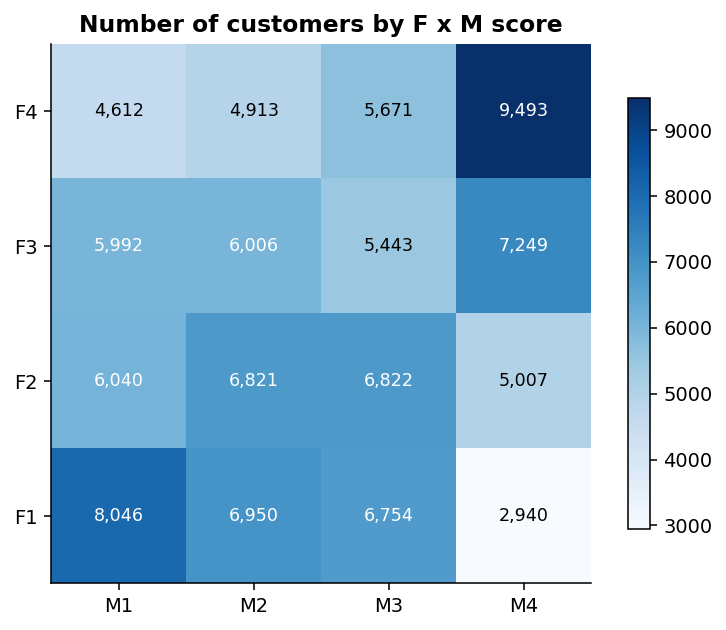 Number of customers by F x M score
F4 4,612 4,913 5,671 9,493
F3 5,992 6,006 5,443 7,249
F2 6,040 6,821 6,822 5,007
F1 8,046 6,950 6,754 2,940
M1 M2 M3 M4
9000
8000
7000
6000
5000
4000
3000